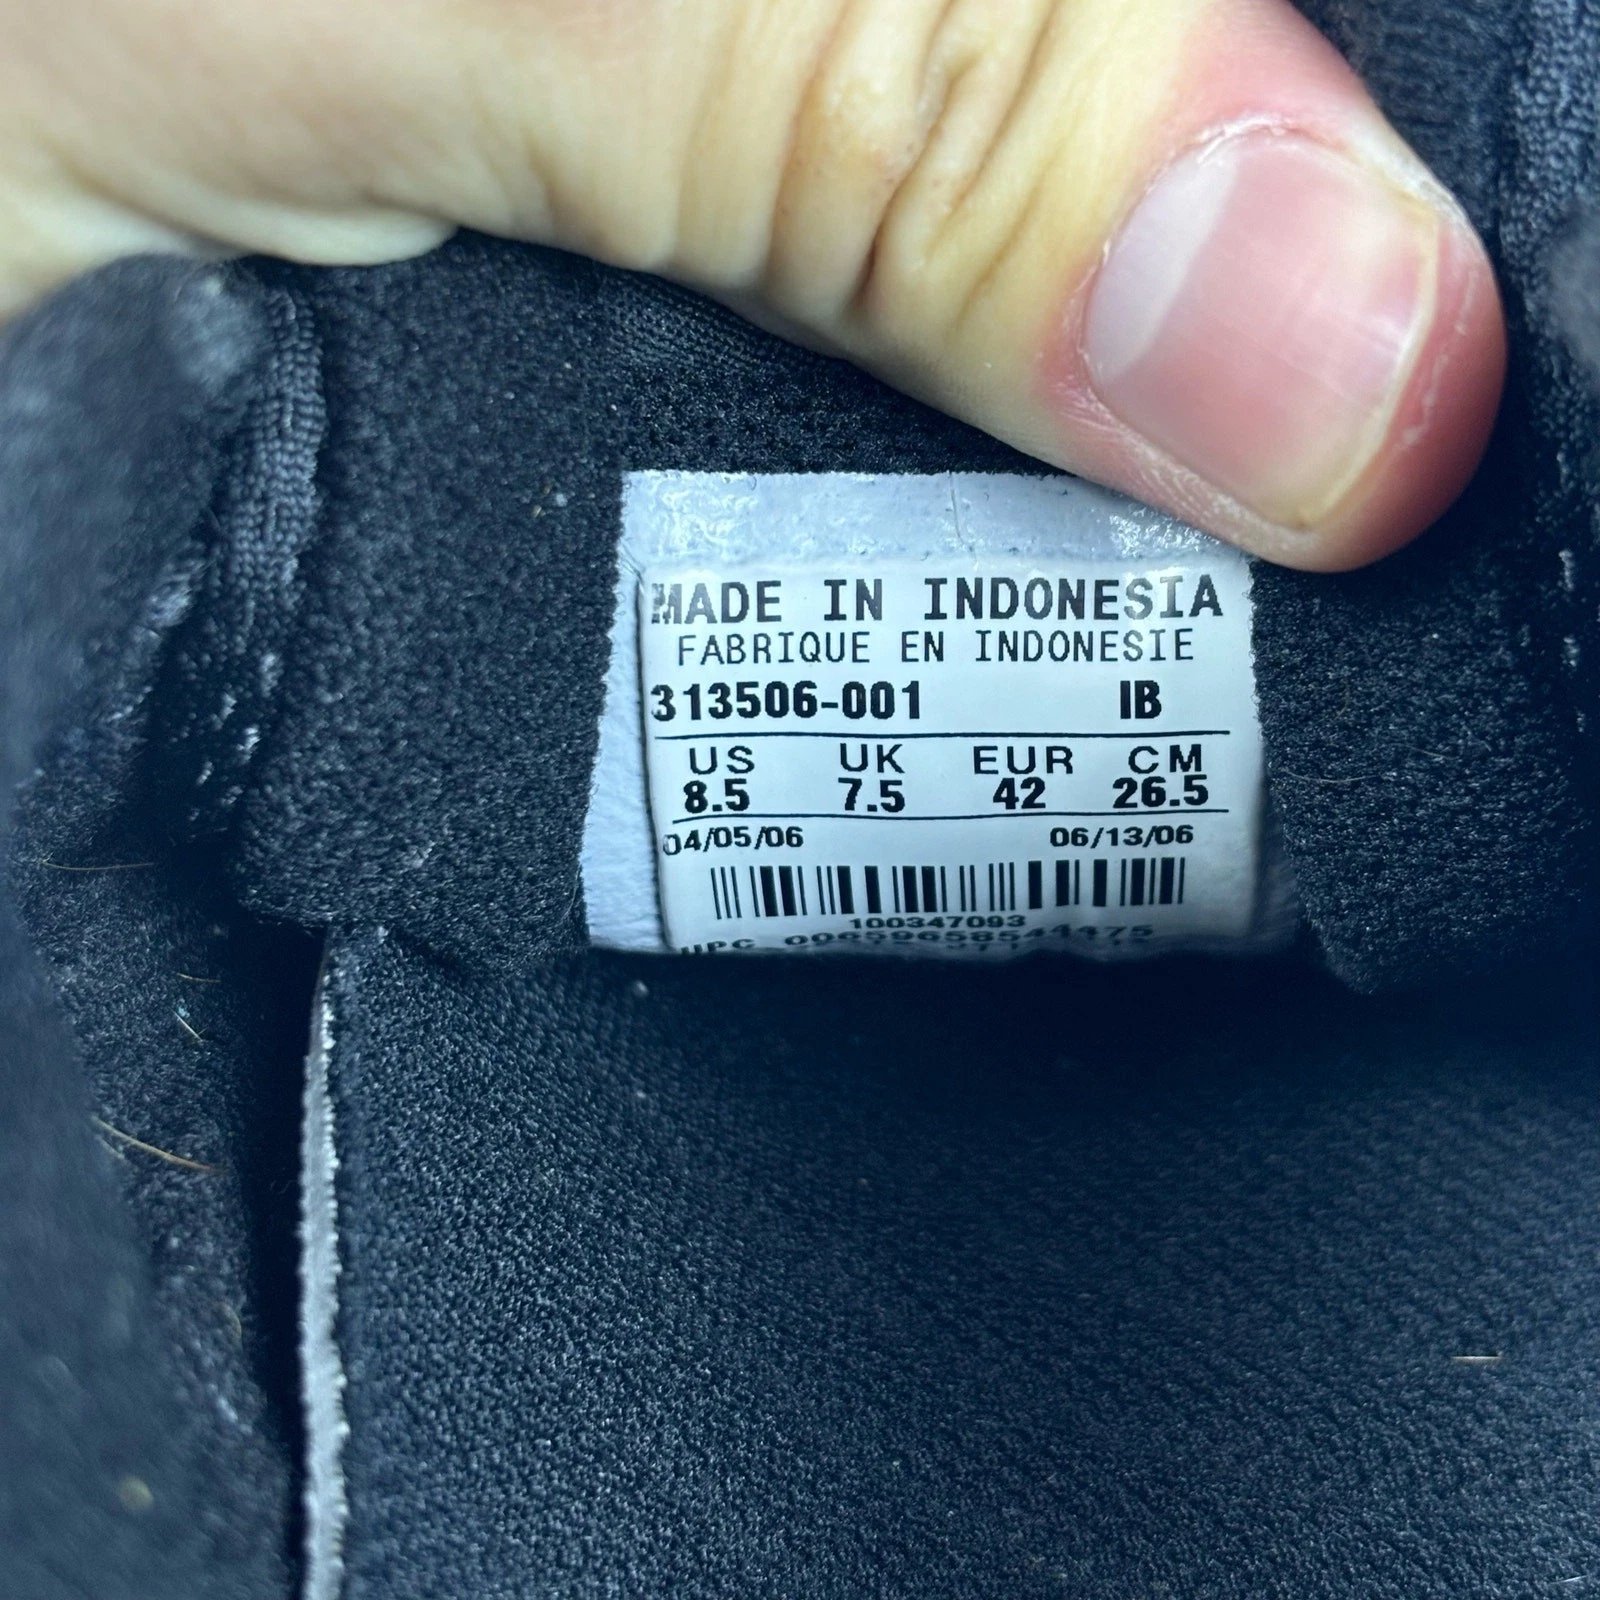 MADE IN INDONESIA
FABRIQUE EN INDONESIE
313506-001 IB
US UK EUR CM
8.5 7.5 42 26.5
04/05/06 06/13/06
100347093
UPC